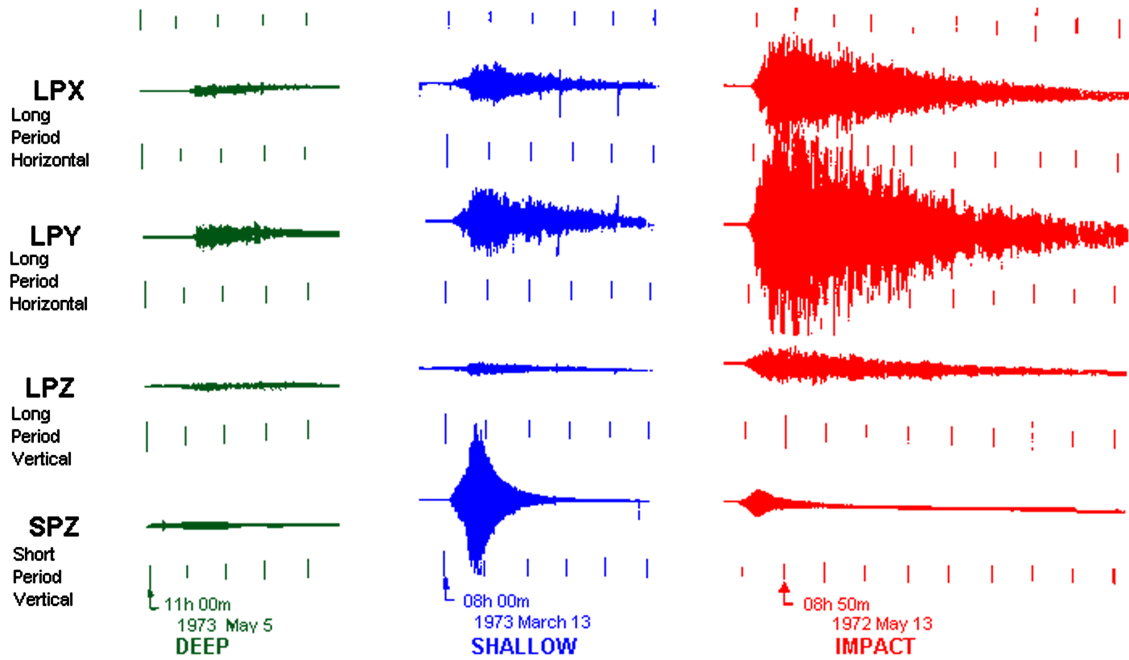 LPX
Long
Period
Horizontal
LPY
Long
Period
Horizontal
LPZ
Long
Period
Vertical
SPZ
Short
Period
Vertical
11h 00m
1973 May 5
DEEP
08h 00m
1973 March 13
SHALLOW
08h 50m
1972 May 13
IMPACT